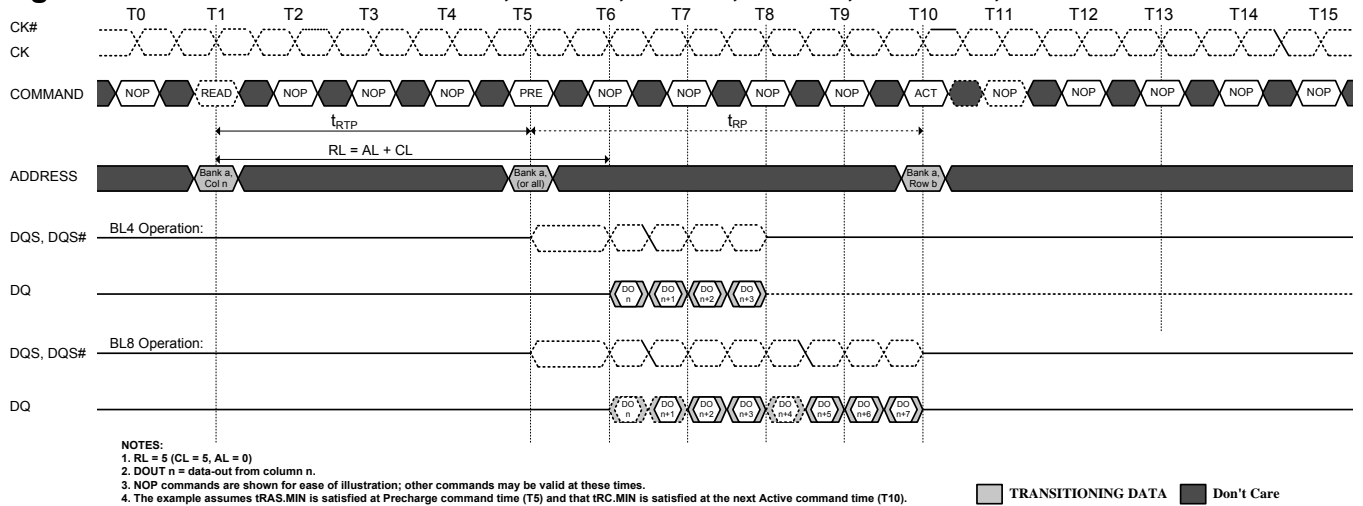 T0 T1 T2 T3 T4 T5 T6 T7 T8 T9 T10 T11 T12 T13 T14 T15
CK#
CK
COMMAND NOP READ NOP NOP NOP PRE NOP NOP NOP NOP ACT NOP NOP NOP NOP NOP
tRTP tRP
RL = AL + CL
ADDRESS Bank a, Col n Bank a, (or all) Bank a, Row b
BL4 Operation:
DQS, DQS#
DQ DO n DO n+1 DO n+2 DO n+3
BL8 Operation:
DQS, DQS#
DQ DO n DO n+1 DO n+2 DO n+3 DO n+4 DO n+5 DO n+6 DO n+7
NOTES:
1. RL = 5 (CL = 5, AL = 0)
2. DOUT n = data-out from column n.
3. NOP commands are shown for ease of illustration; other commands may be valid at these times.
4. The example assumes tRAS.MIN is satisfied at Precharge command time (T5) and that tRC.MIN is satisfied at the next Active command time (T10).
TRANSITIONING DATA Don't Care